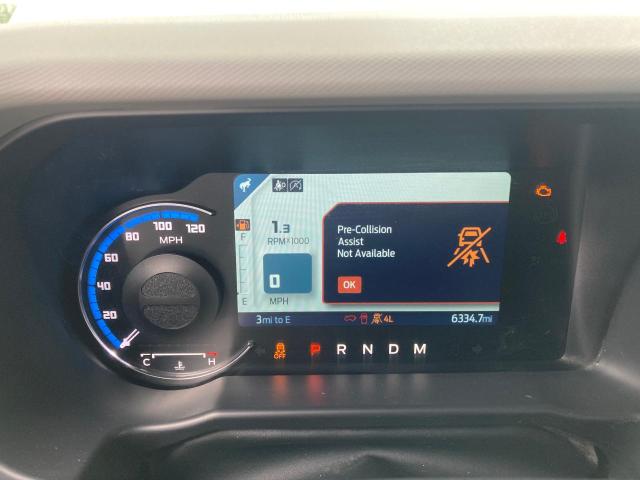 20
40
60
80
100
120
MPH
C
H
F
E
1.3
RPM×1000
0
MPH
Pre-Collision
Assist
Not Available
OK
3mi to E
4L
6334.7mi
OFF
P R N D M